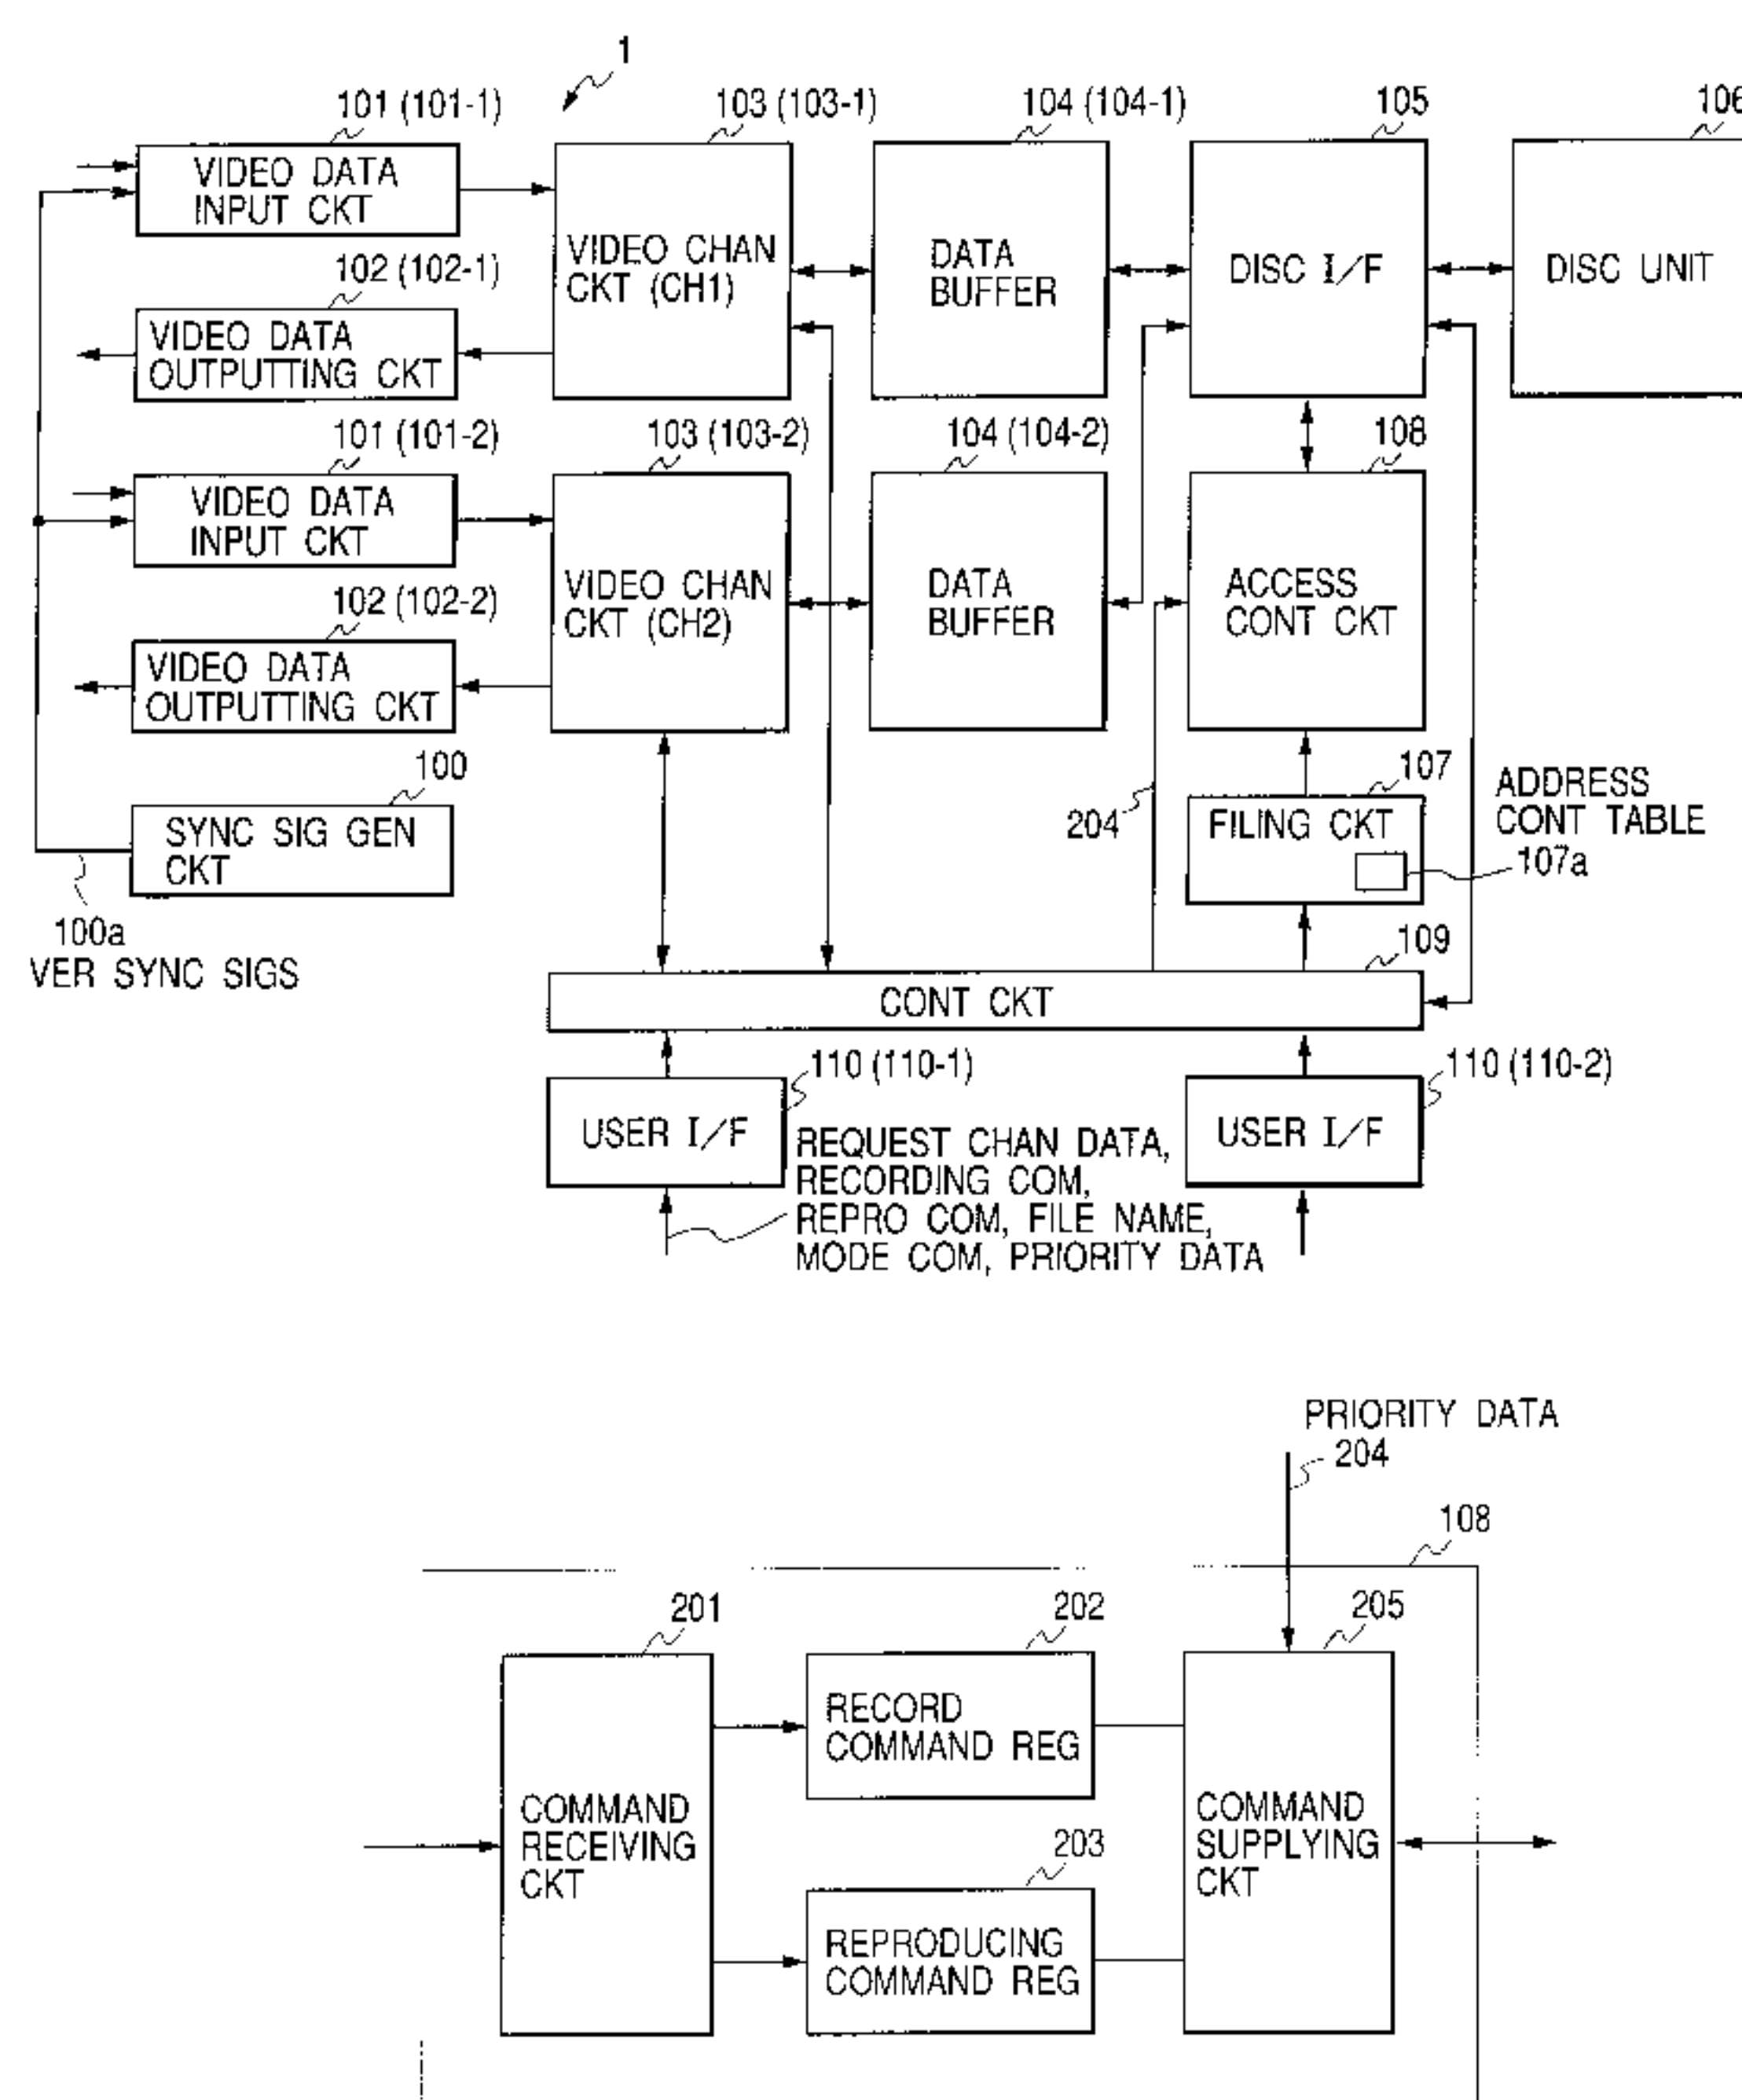 1
101 (101-1)
103 (103-1)
104 (104-1)
105
106
VIDEO DATA
INPUT CKT
VIDEO CHAN
CKT (CH1)
DATA
BUFFER
DISC I/F
DISC UNIT
102 (102-1)
VIDEO DATA
OUTPUTTING CKT
101 (101-2)
103 (103-2)
104 (104-2)
108
VIDEO DATA
INPUT CKT
VIDEO CHAN
CKT (CH2)
DATA
BUFFER
ACCESS
CONT CKT
102 (102-2)
VIDEO DATA
OUTPUTTING CKT
100
SYNC SIG GEN
CKT
204
107
FILING CKT
ADDRESS
CONT TABLE
107a
100a
VER SYNC SIGS
109
CONT CKT
110 (110-1)
110 (110-2)
USER I/F
USER I/F
REQUEST CHAN DATA,
RECORDING COM,
REPRO COM, FILE NAME,
MODE COM, PRIORITY DATA
PRIORITY DATA
204
108
201
202
205
RECORD
COMMAND REG
COMMAND
RECEIVING
CKT
COMMAND
SUPPLYING
CKT
203
REPRODUCING
COMMAND REG